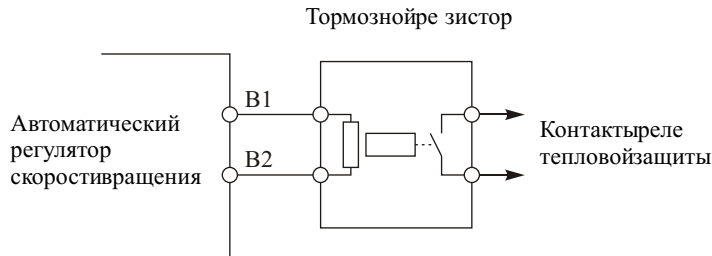 Тормознойре зистор
B1
B2
Автоматический
регулятор
скоростивращения
Контактыреле
тепловойзащиты